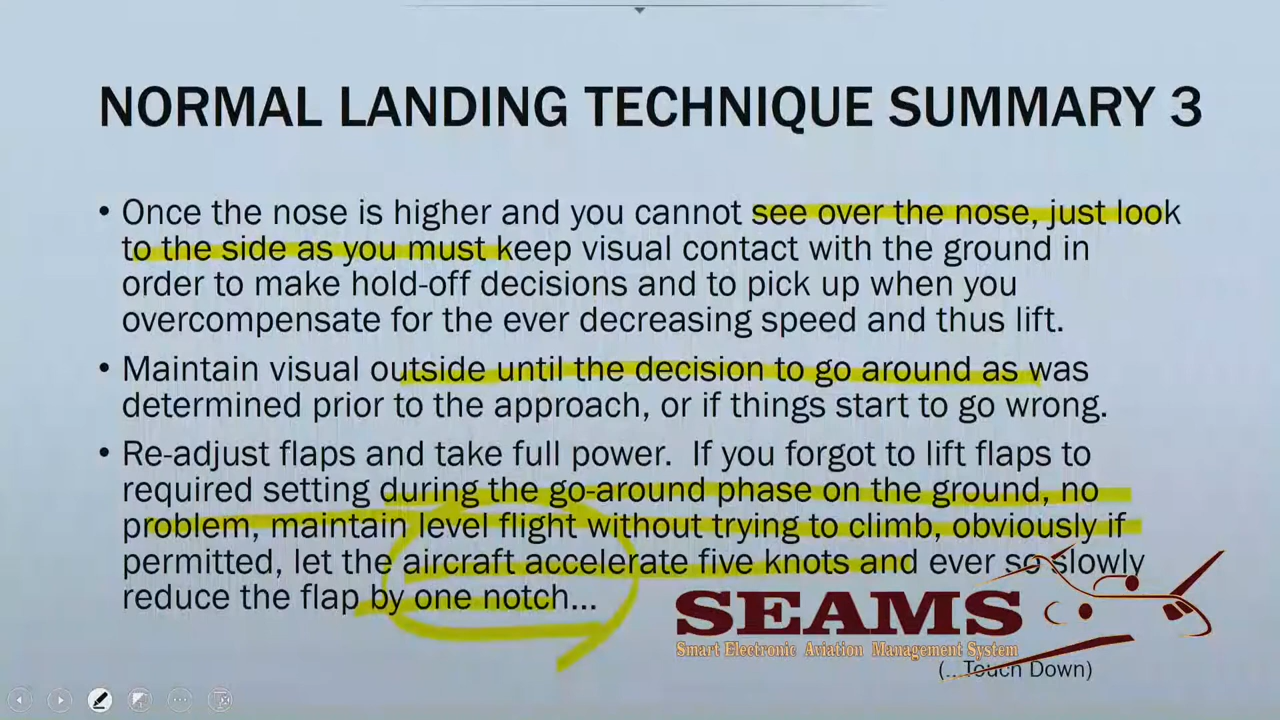 NORMAL LANDING TECHNIQUE SUMMARY 3
• Once the nose is higher and you cannot see over the nose, just look
to the side as you must keep visual contact with the ground in
order to make hold-off decisions and to pick up when you
overcompensate for the ever decreasing speed and thus lift.
• Maintain visual outside until the decision to go around as was
determined prior to the approach, or if things start to go wrong.
• Re-adjust flaps and take full power. If you forgot to lift flaps to
required setting during the go-around phase on the ground, no
problem, maintain level flight without trying to climb, obviously if
permitted, let the aircraft accelerate five knots and ever so slowly
reduce the flap by one notch...
SEAMS
Smart Electronic Aviation Management System
(...Touch Down)